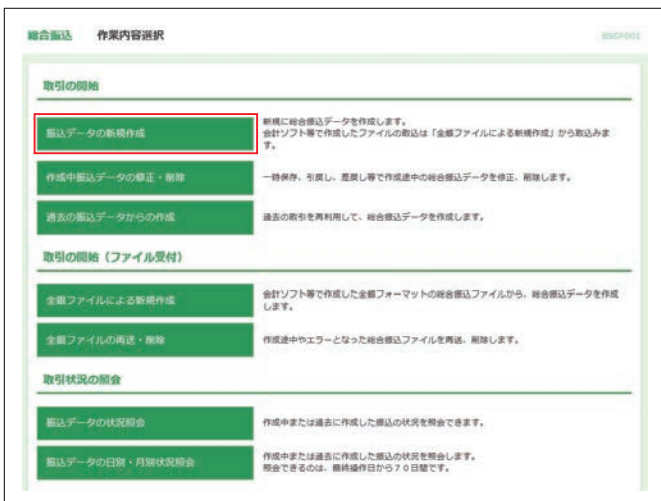 総合振込 作業内容選択 BSGF001
取引の開始
振込データの新規作成
新規に総合振込データを作成します。
会計ソフト等で作成したファイルの取込は「全銀ファイルによる新規作成」から取込みま
す。
作成中振込データの修正・削除
一時保存、引戻し、差戻し等で作成途中の総合振込データを修正、削除します。
過去の振込データからの作成
過去の取引を再利用して、総合振込データを作成します。
取引の開始（ファイル受付）
全銀ファイルによる新規作成
会計ソフト等で作成した全銀フォーマットの総合振込ファイルから、総合振込データを作成
します。
全銀ファイルの再送・削除
作成途中やエラーとなった総合振込ファイルを再送、削除します。
取引状況の照会
振込データの状況照会
作成中または過去に作成した振込の状況を照会できます。
振込データの日別・月別状況照会
作成中または過去に作成した振込の状況を照会します。
照会できるのは、最終操作日から７０日間です。